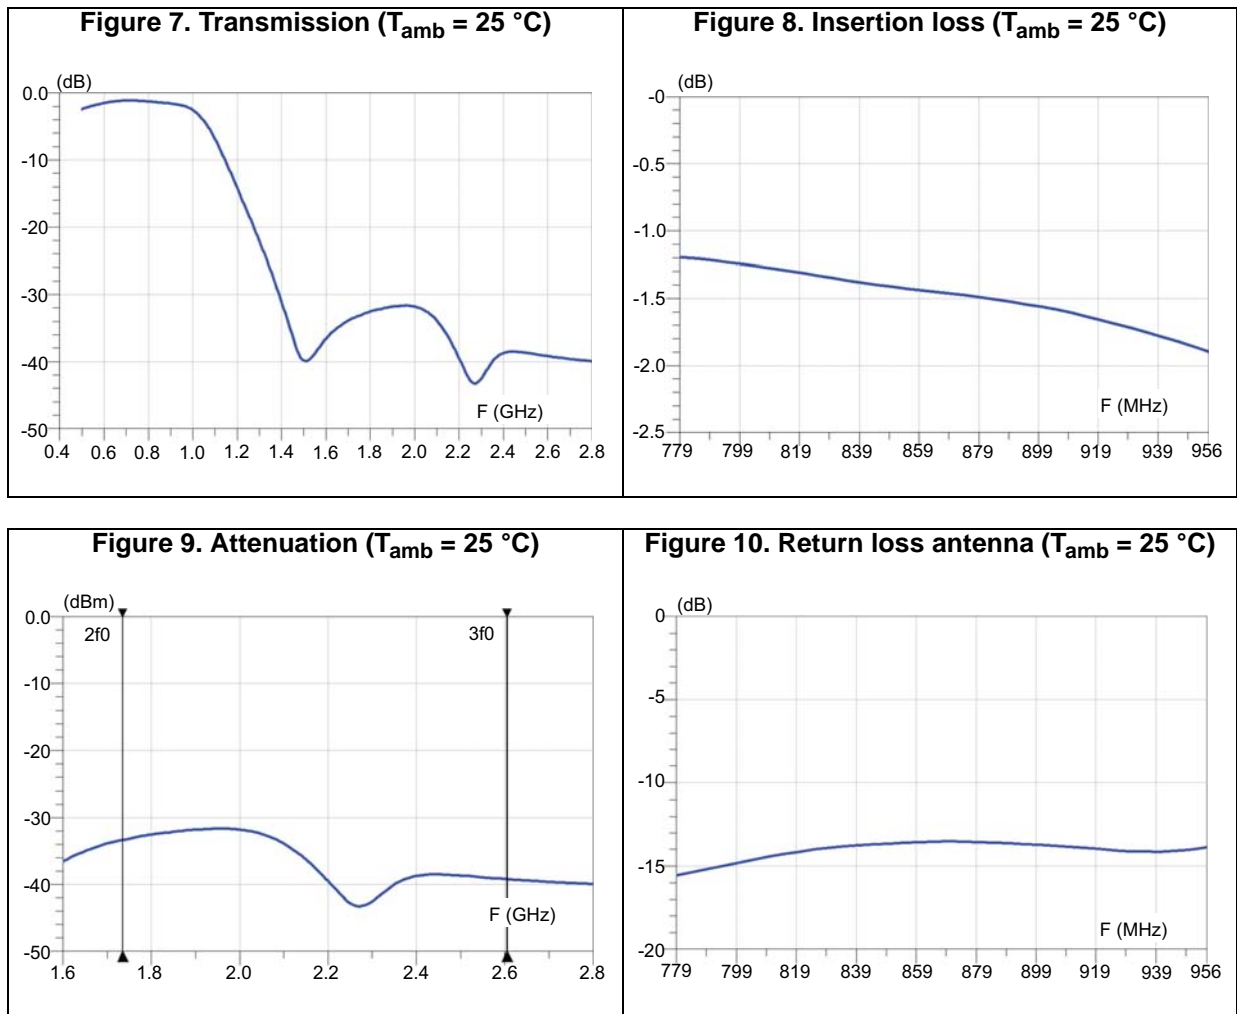 Figure 7. Transmission (Tamb = 25 °C)
(dB)
0.0
-10
-20
-30
-40
-50
F (GHz)
0.4 0.6 0.8 1.0 1.2 1.4 1.6 1.8 2.0 2.2 2.4 2.6 2.8
Figure 8. Insertion loss (Tamb = 25 °C)
(dB)
-0
-0.5
-1.0
-1.5
-2.0
-2.5
F (MHz)
779 799 819 839 859 879 899 919 939 956
Figure 9. Attenuation (Tamb = 25 °C)
(dBm)
0.0
2f0 3f0
-10
-20
-30
-40
-50
F (GHz)
1.6 1.8 2.0 2.2 2.4 2.6 2.8
Figure 10. Return loss antenna (Tamb = 25 °C)
(dB)
0
-5
-10
-15
-20
F (MHz)
779 799 819 839 859 879 899 919 939 956